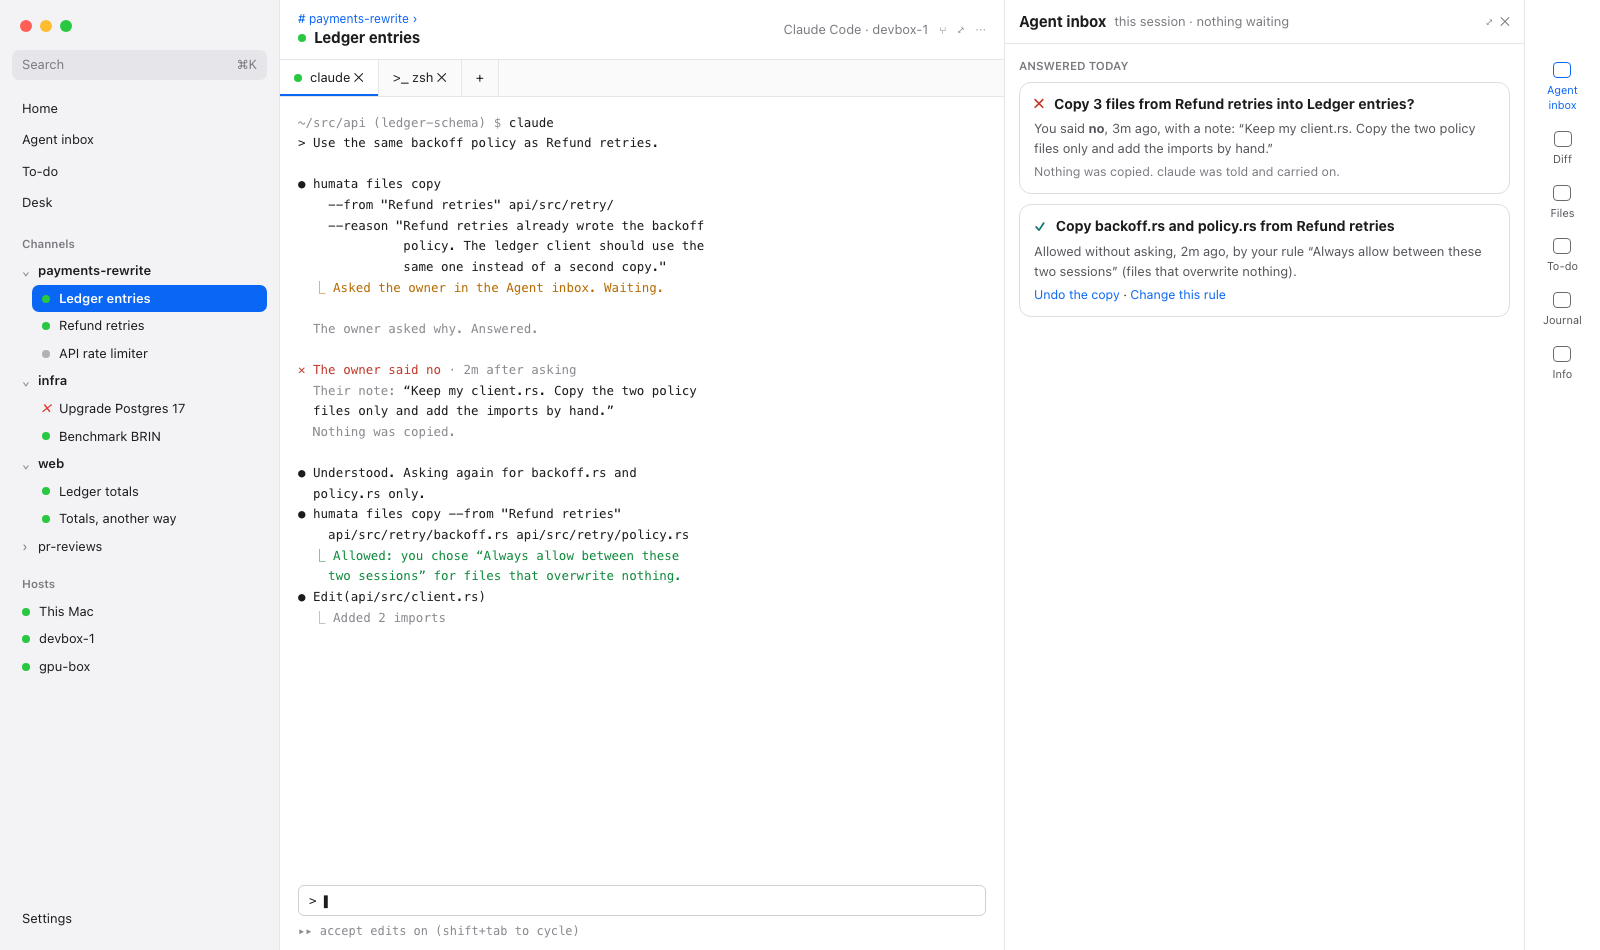 Search ⌘K
Home
Agent inbox
To-do
Desk
Channels
payments-rewrite
Ledger entries
Refund retries
API rate limiter
infra
Upgrade Postgres 17
Benchmark BRIN
web
Ledger totals
Totals, another way
pr-reviews
Hosts
This Mac
devbox-1
gpu-box
Settings
# payments-rewrite ›
Ledger entries
Claude Code · devbox-1 ···
claude
>_ zsh
+
~/src/api (ledger-schema) $ claude
> Use the same backoff policy as Refund retries.
● humata files copy
--from "Refund retries" api/src/retry/
--reason "Refund retries already wrote the backoff
policy. The ledger client should use the
same one instead of a second copy."
⎿ Asked the owner in the Agent inbox. Waiting.
The owner asked why. Answered.
✕ The owner said no · 2m after asking
Their note: “Keep my client.rs. Copy the two policy
files only and add the imports by hand.”
Nothing was copied.
● Understood. Asking again for backoff.rs and
policy.rs only.
● humata files copy --from "Refund retries"
api/src/retry/backoff.rs api/src/retry/policy.rs
⎿ Allowed: you chose “Always allow between these
two sessions” for files that overwrite nothing.
● Edit(api/src/client.rs)
⎿ Added 2 imports
>
▸▸ accept edits on (shift+tab to cycle)
Agent inbox this session · nothing waiting
ANSWERED TODAY
Copy 3 files from Refund retries into Ledger entries?
You said no, 3m ago, with a note: “Keep my client.rs. Copy the two policy
files only and add the imports by hand.”
Nothing was copied. claude was told and carried on.
Copy backoff.rs and policy.rs from Refund retries
Allowed without asking, 2m ago, by your rule “Always allow between these
two sessions” (files that overwrite nothing).
Undo the copy · Change this rule
Agent
inbox
Diff
Files
To-do
Journal
Info